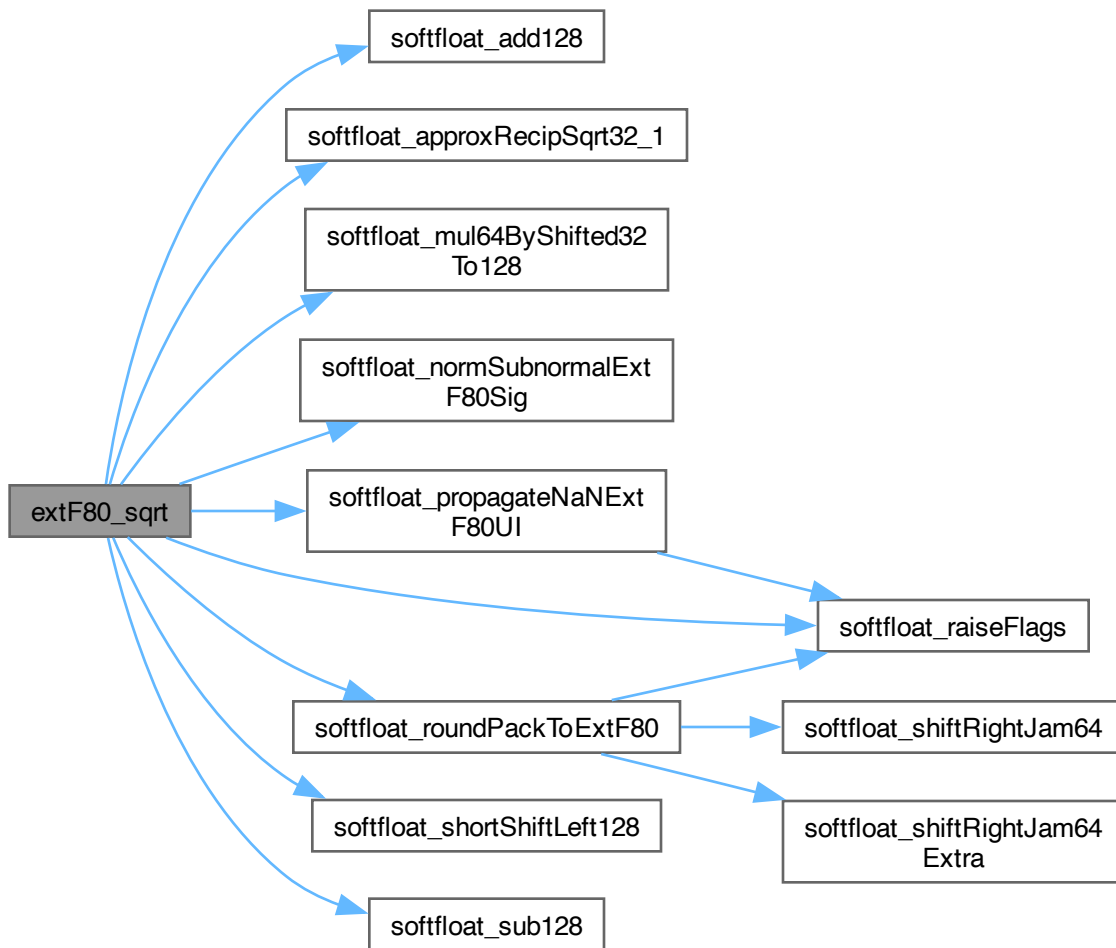 softfloat_add128
softfloat_approxRecipSqrt32_1
softfloat_mul64ByShifted32
To128
softfloat_normSubnormalExt
F80Sig
extF80_sqrt
softfloat_propagateNaNExt
F80UI
softfloat_raiseFlags
softfloat_roundPackToExtF80
softfloat_shiftRightJam64
softfloat_shortShiftLeft128
softfloat_shiftRightJam64
Extra
softfloat_sub128